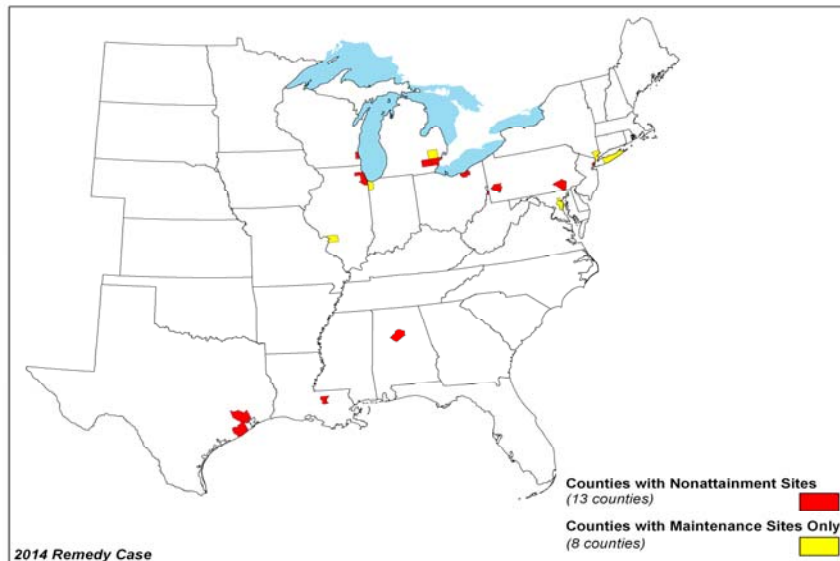 Counties with Nonattainment Sites
(13 counties)
Counties with Maintenance Sites Only
(8 counties)
2014 Remedy Case